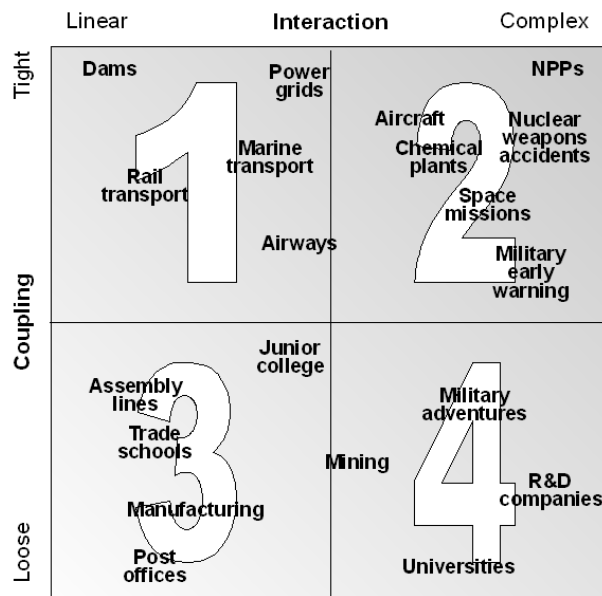 Linear Interaction Complex
Tight
Coupling
Loose
1
Dams
Power
grids
Marine
transport
Rail
transport
Airways
2
NPPs
Aircraft
Chemical
plants
Nuclear
weapons
accidents
Space
missions
Military
early
warning
3
Junior
college
Assembly
lines
Trade
schools
Manufacturing
Post
offices
4
Military
adventures
Mining
R&D
companies
Universities